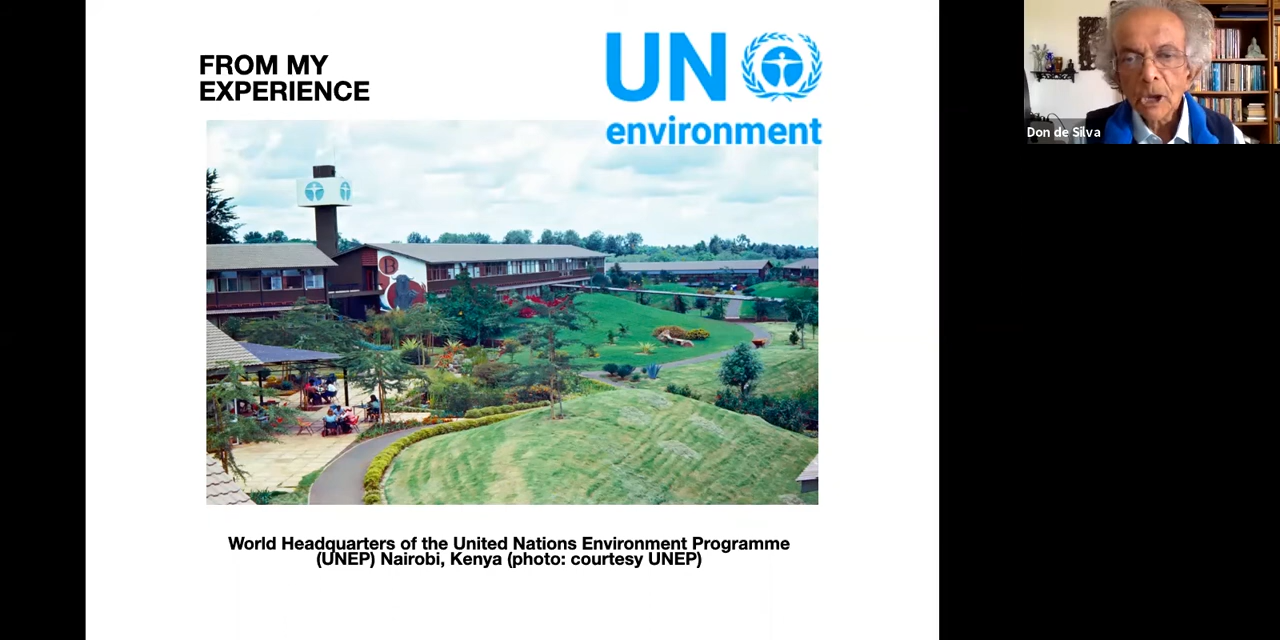 FROM MY
EXPERIENCE
UN
environment
B
World Headquarters of the United Nations Environment Programme
(UNEP) Nairobi, Kenya (photo: courtesy UNEP)
Don de Silva